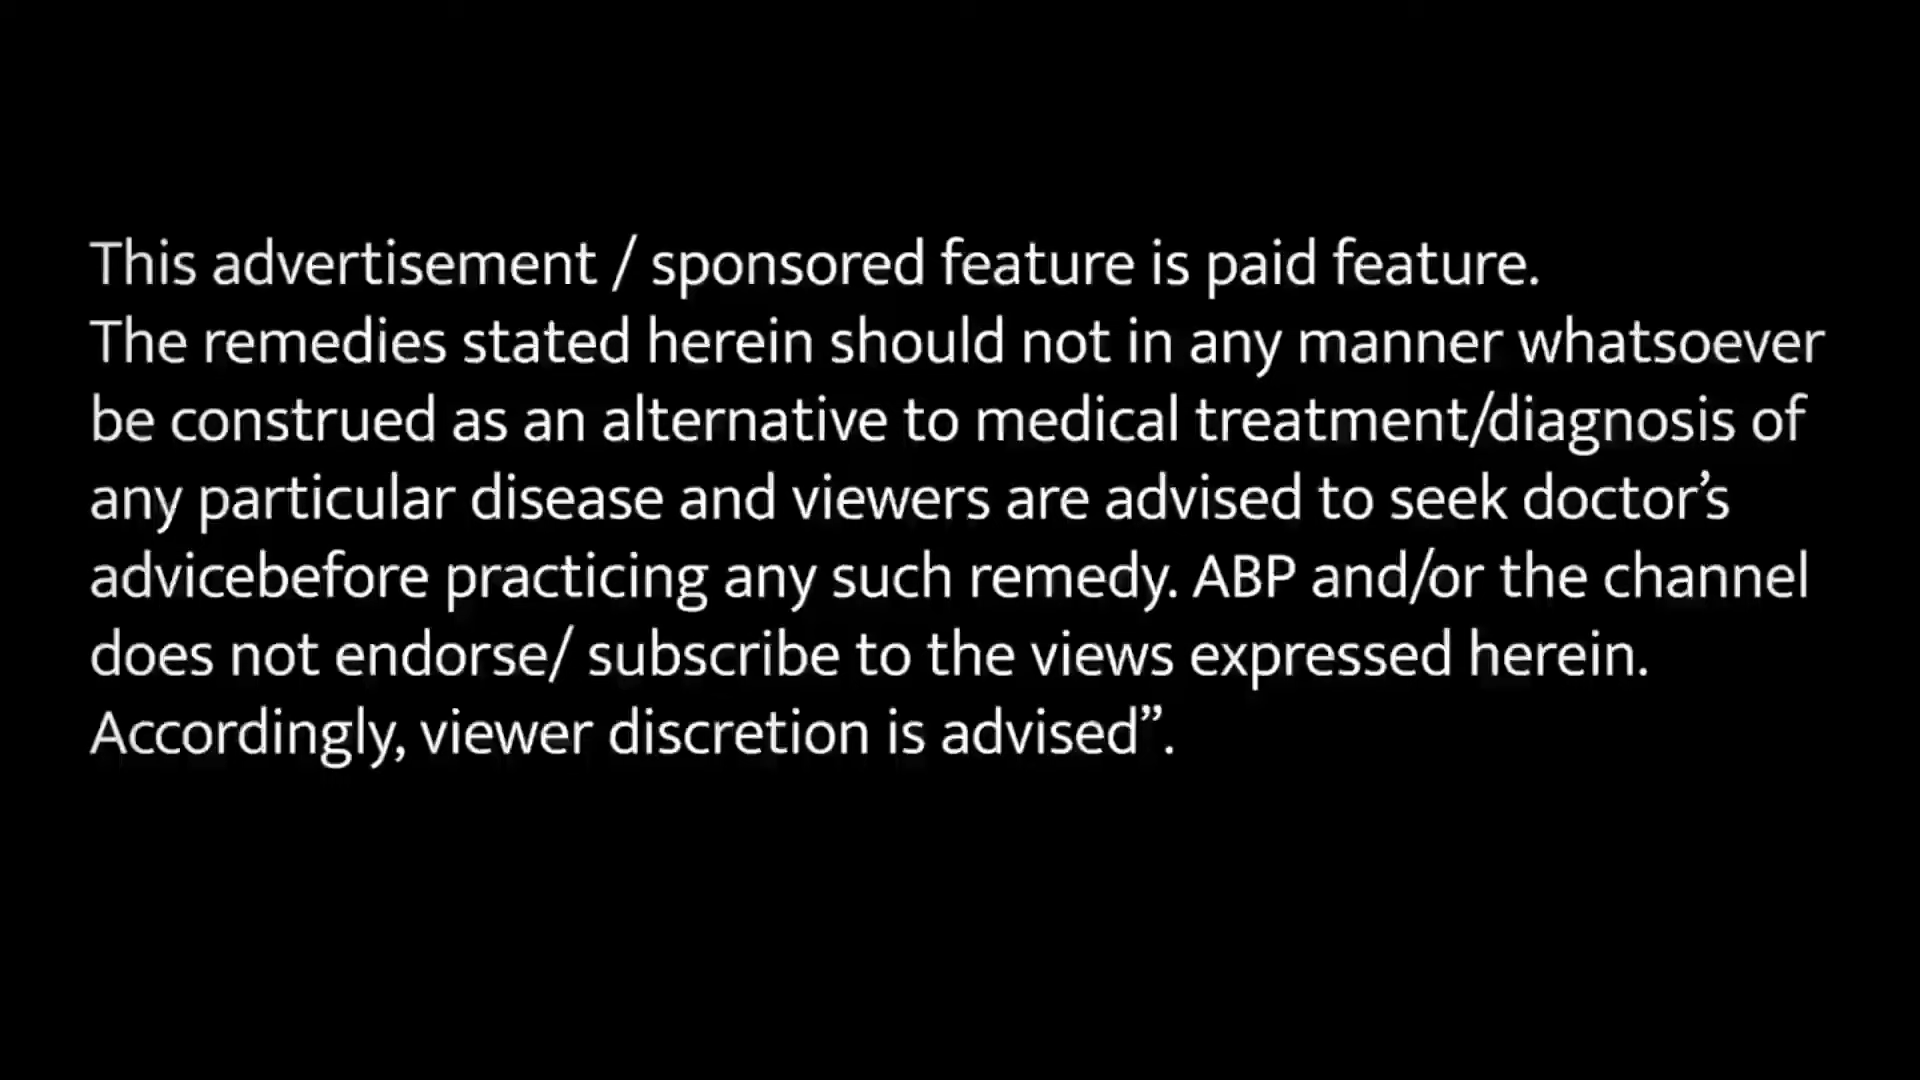 This advertisement / sponsored feature is paid feature.
The remedies stated herein should not in any manner whatsoever
be construed as an alternative to medical treatment/diagnosis of
any particular disease and viewers are advised to seek doctor’s
advicebefore practicing any such remedy. ABP and/or the channel
does not endorse/ subscribe to the views expressed herein.
Accordingly, viewer discretion is advised”.